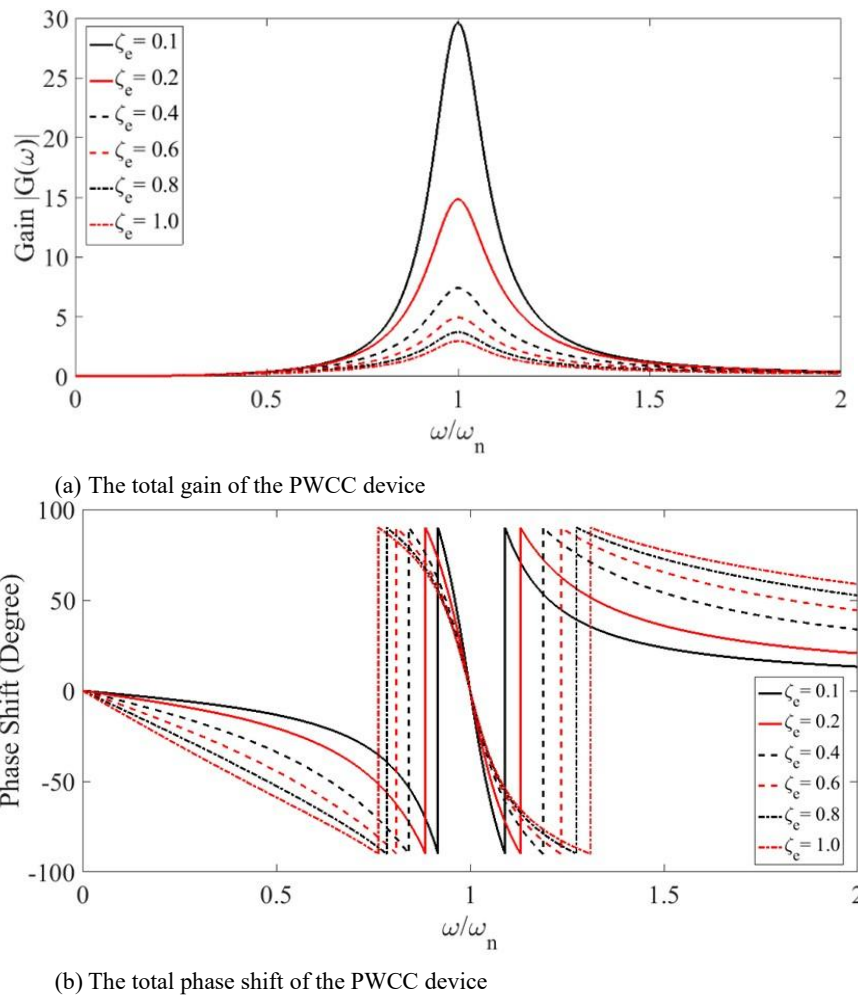 30
25
20
15
10
5
0
Gain |G(ω)|
ζe = 0.1
ζe = 0.2
ζe = 0.4
ζe = 0.6
ζe = 0.8
ζe = 1.0
0 0.5 1 1.5 2
ω/ωn
(a) The total gain of the PWCC device
100
50
0
-50
-100
Phase Shift (Degree)
ζe = 0.1
ζe = 0.2
ζe = 0.4
ζe = 0.6
ζe = 0.8
ζe = 1.0
0 0.5 1 1.5 2
ω/ωn
(b) The total phase shift of the PWCC device